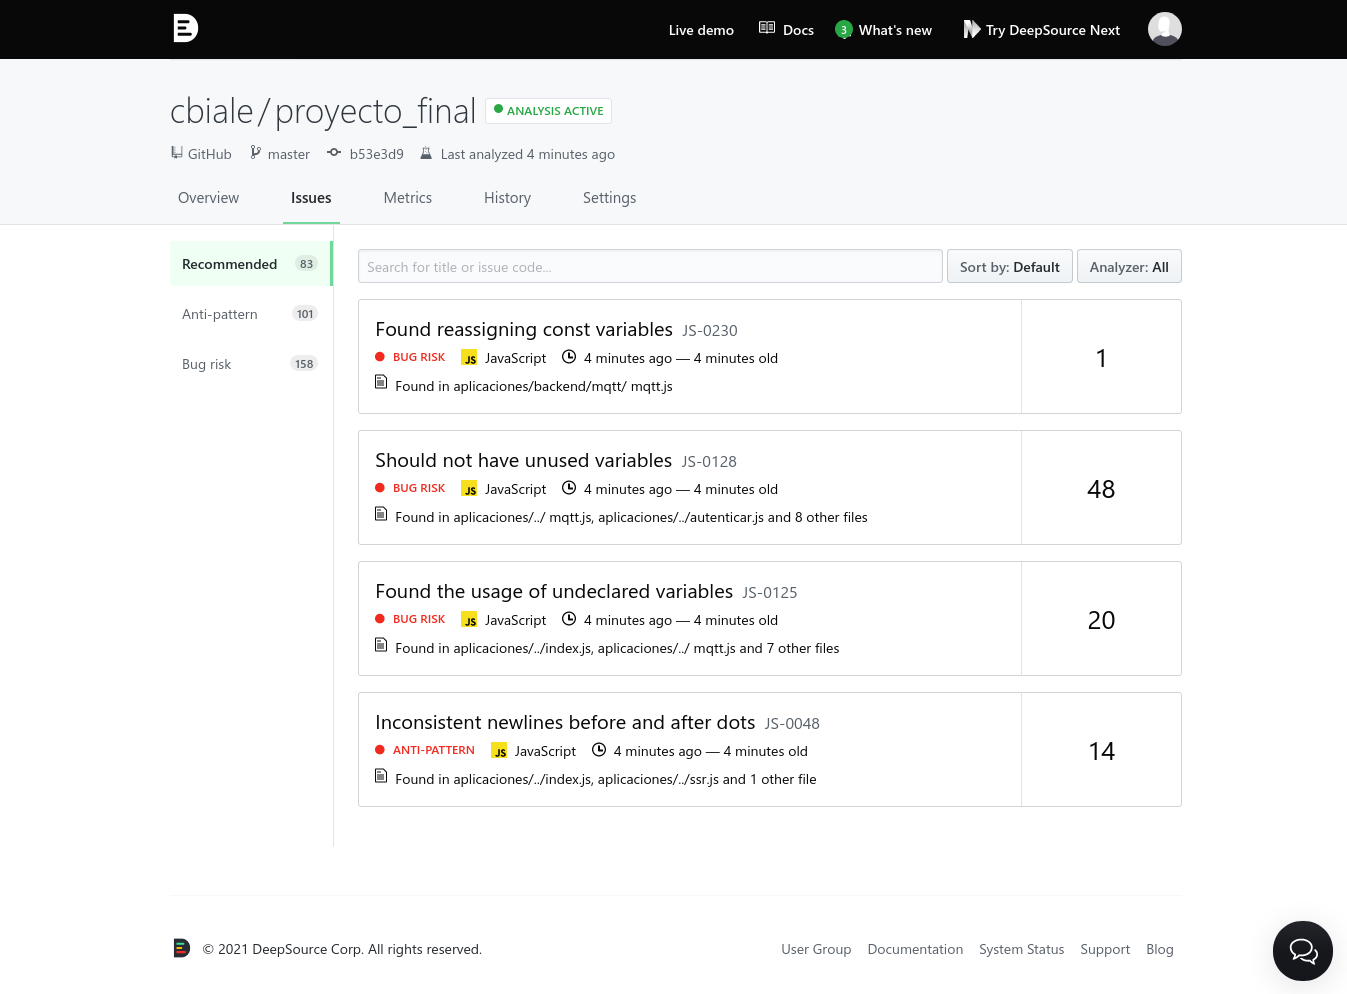 Live demo Docs 3 What's new Try DeepSource Next
cbiale/proyecto_final ANALYSIS ACTIVE
GitHub master b53e3d9 Last analyzed 4 minutes ago
Overview Issues Metrics History Settings
Recommended 83
Anti-pattern 101
Bug risk 158
Search for title or issue code... Sort by: Default Analyzer: All
Found reassigning const variables JS-0230
BUG RISK JS JavaScript 4 minutes ago — 4 minutes old
Found in aplicaciones/backend/mqtt/ mqtt.js
1
Should not have unused variables JS-0128
BUG RISK JS JavaScript 4 minutes ago — 4 minutes old
Found in aplicaciones/../ mqtt.js, aplicaciones/../autenticar.js and 8 other files
48
Found the usage of undeclared variables JS-0125
BUG RISK JS JavaScript 4 minutes ago — 4 minutes old
Found in aplicaciones/../index.js, aplicaciones/../ mqtt.js and 7 other files
20
Inconsistent newlines before and after dots JS-0048
ANTI-PATTERN JS JavaScript 4 minutes ago — 4 minutes old
Found in aplicaciones/../index.js, aplicaciones/../ssr.js and 1 other file
14
© 2021 DeepSource Corp. All rights reserved. User Group Documentation System Status Support Blog